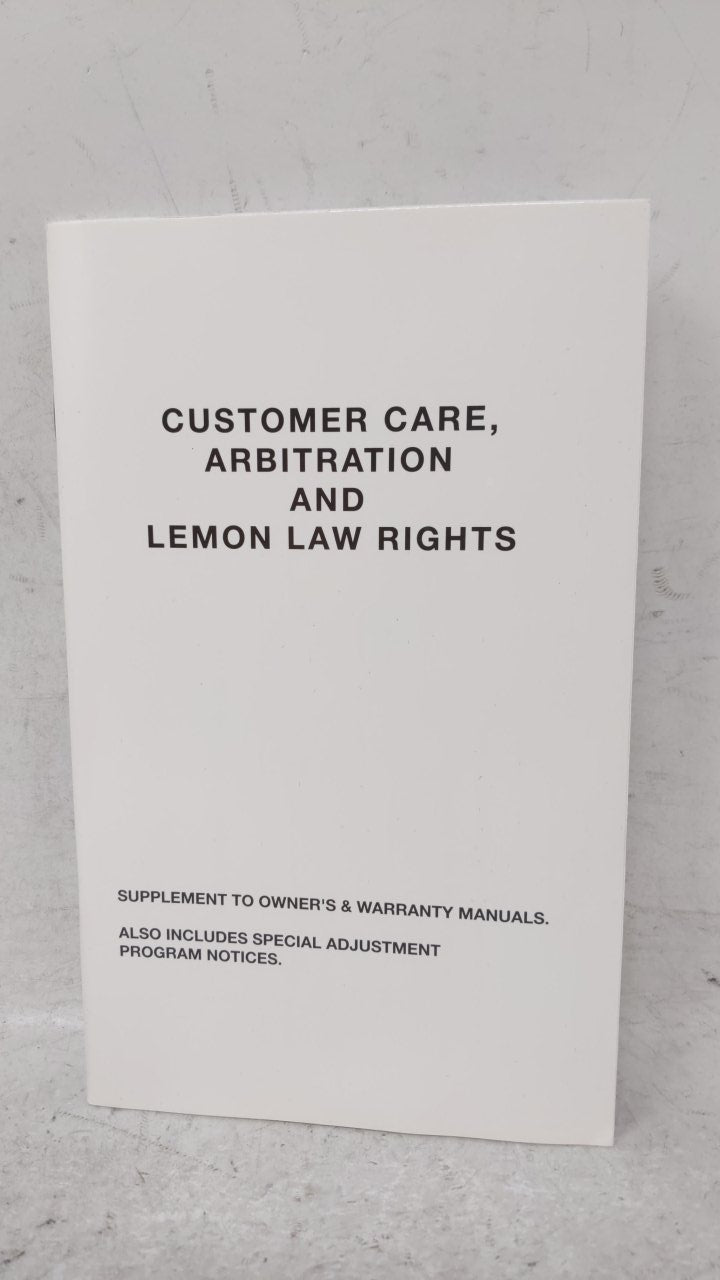 CUSTOMER CARE,
ARBITRATION
AND
LEMON LAW RIGHTS
SUPPLEMENT TO OWNER'S & WARRANTY MANUALS.
ALSO INCLUDES SPECIAL ADJUSTMENT
PROGRAM NOTICES.